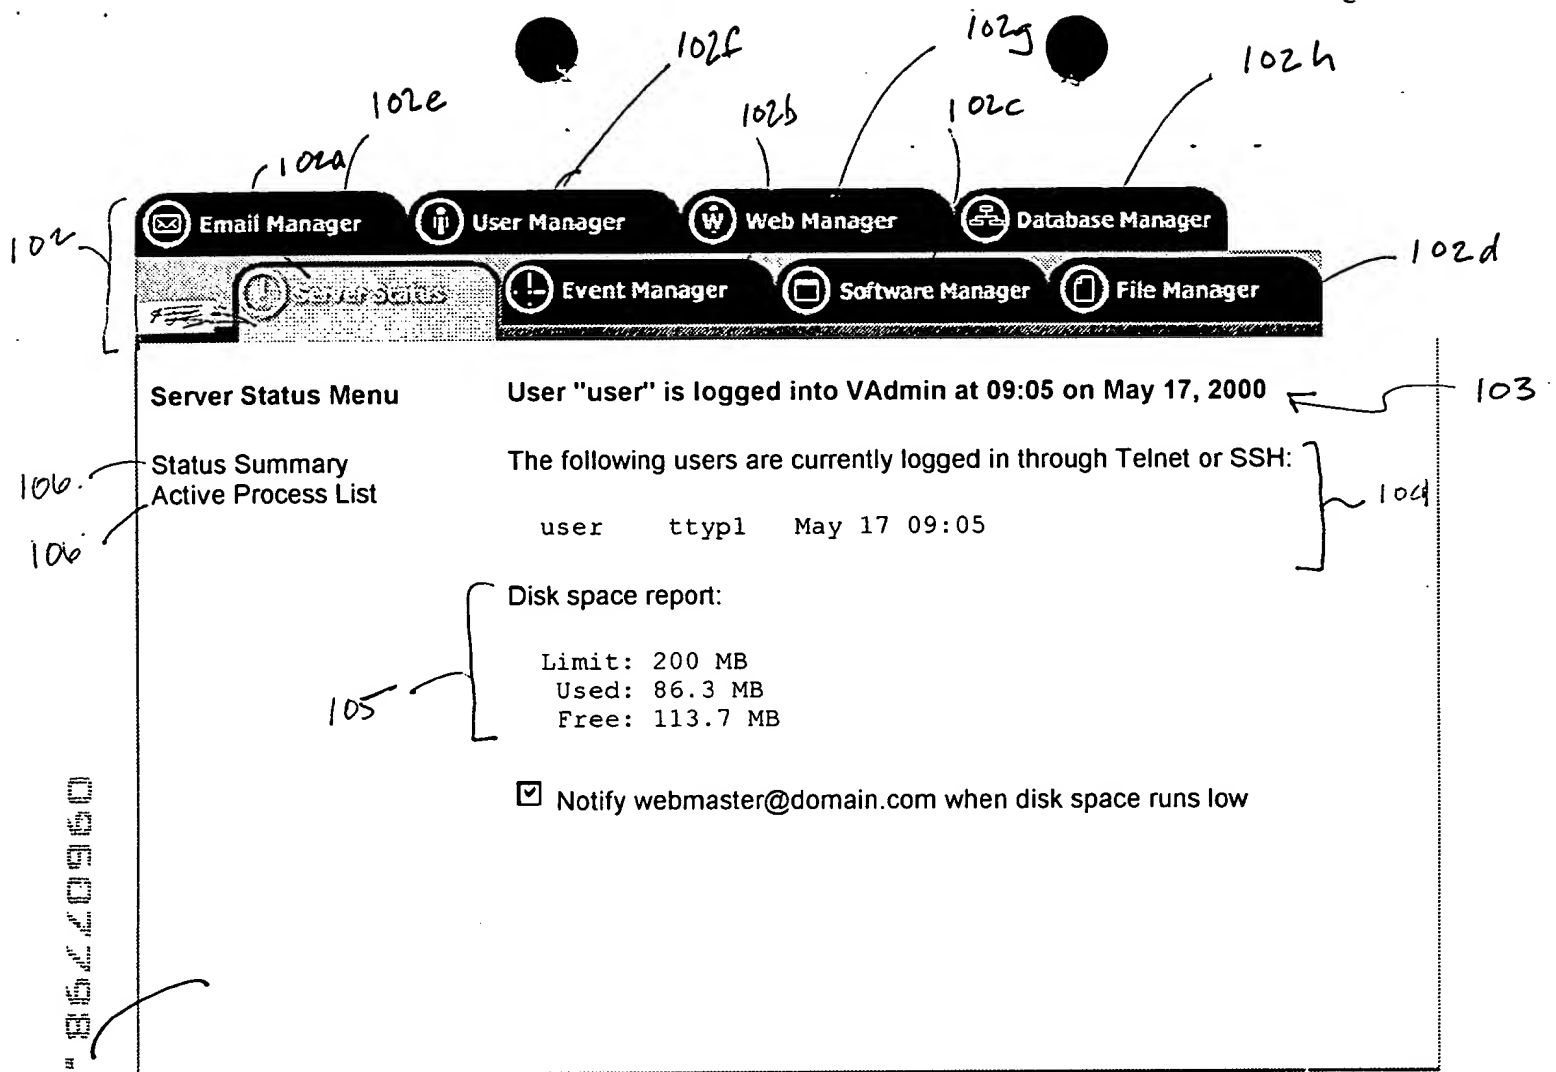 102f
102g
102h
102e
102b
102c
102a
102
Email Manager
User Manager
Web Manager
Database Manager
102d
Server Status
Event Manager
Software Manager
File Manager
Server Status Menu
User "user" is logged into VAdmin at 09:05 on May 17, 2000
103
106
Status Summary
The following users are currently logged in through Telnet or SSH:
106
Active Process List
user ttyp1 May 17 09:05
Disk space report:
105
Limit: 200 MB
Used: 86.3 MB
Free: 113.7 MB
Notify webmaster@domain.com when disk space runs low